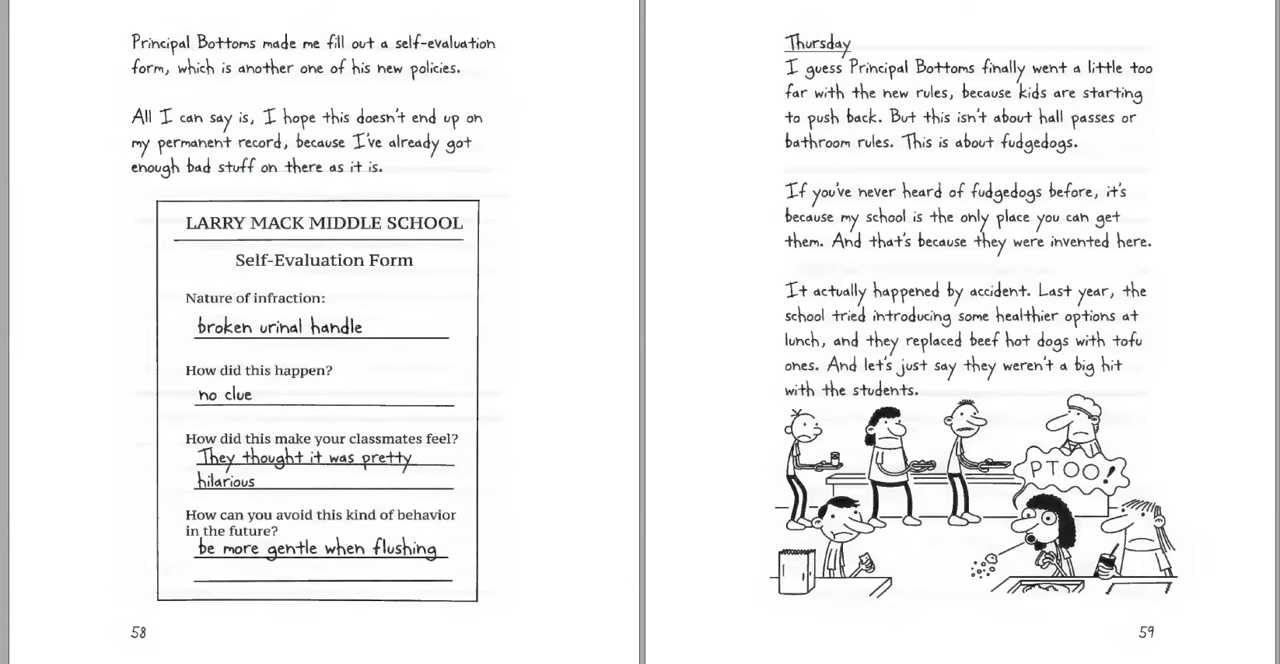 Principal Bottoms made me fill out a self-evaluation
form, which is another one of his new policies.
All I can say is, I hope this doesn't end up on
my permanent record, because I've already got
enough bad stuff on there as it is.
LARRY MACK MIDDLE SCHOOL
Self-Evaluation Form
Nature of infraction:
broken urinal handle
How did this happen?
no clue
How did this make your classmates feel?
They thought it was pretty
hilarious
How can you avoid this kind of behavior
in the future?
be more gentle when flushing
58
Thursday
I guess Principal Bottoms finally went a little too
far with the new rules, because kids are starting
to push back. But this isn't about hall passes or
bathroom rules. This is about fudgedogs.
If you've never heard of fudgedogs before, it's
because my school is the only place you can get
them. And that's because they were invented here.
It actually happened by accident. Last year, the
school tried introducing some healthier options at
lunch, and they replaced beef hot dogs with tofu
ones. And let's just say they weren't a big hit
with the students.
PTOO!
59